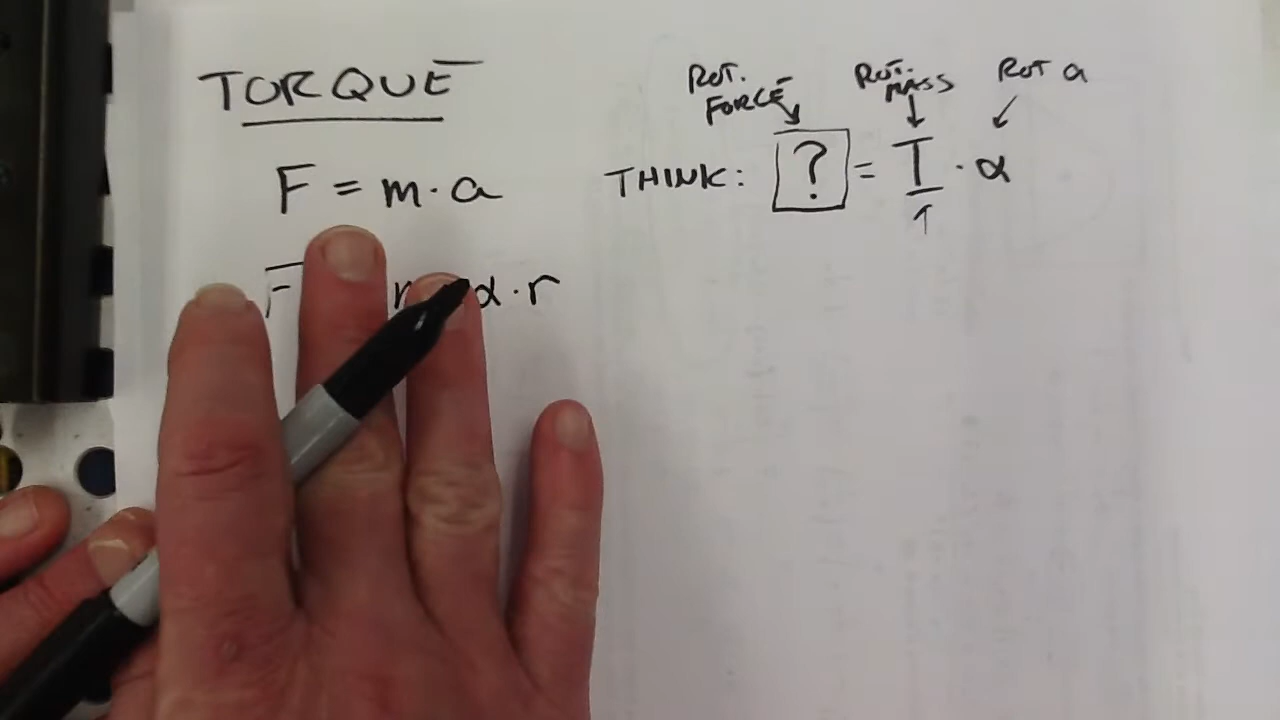 TORQUE
F = m · a
F α · r
ROT. FORCE
ROT. MASS
ROT a
THINK: ? = I · α